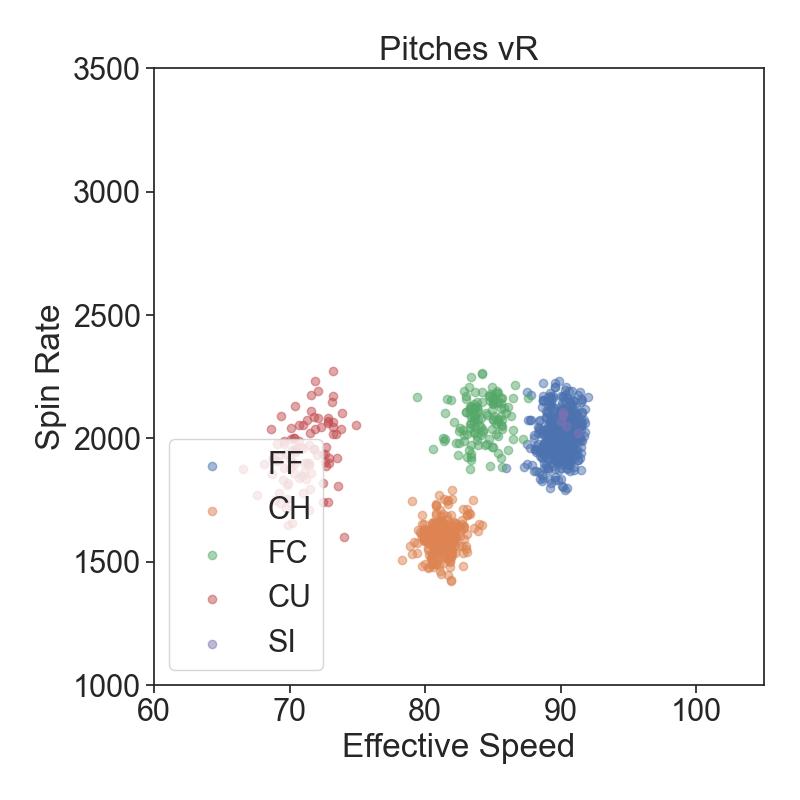 Pitches vR
Spin Rate
3500
3000
2500
2000
1500
1000
FF
CH
FC
CU
SI
60 70 80 90 100
Effective Speed